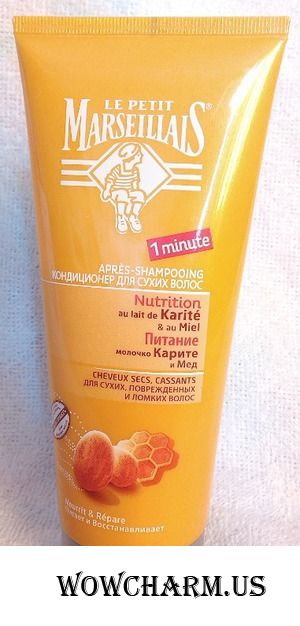 LE PETIT
MARSEILLAIS®
1 minute
APRÈS-SHAMPOOING
КОНДИЦИОНЕР ДЛЯ СУХИХ ВОЛОС
Nutrition
au lait de Karité
& au Miel
Питание
молочко Карите
и Мед
CHEVEUX SECS, CASSANTS
ДЛЯ СУХИХ, ПОВРЕЖДЕННЫХ
И ЛОМКИХ ВОЛОС
Nourrit & Répare
Питает и Восстанавливает
WOWCHARM.US